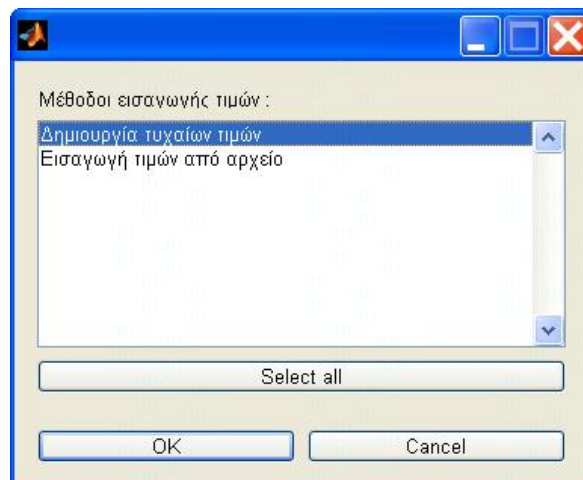 Μέθοδοι εισαγωγής τιμών :
Δημιουργία τυχαίων τιμών
Εισαγωγή τιμών από αρχείο
Select all
OK
Cancel